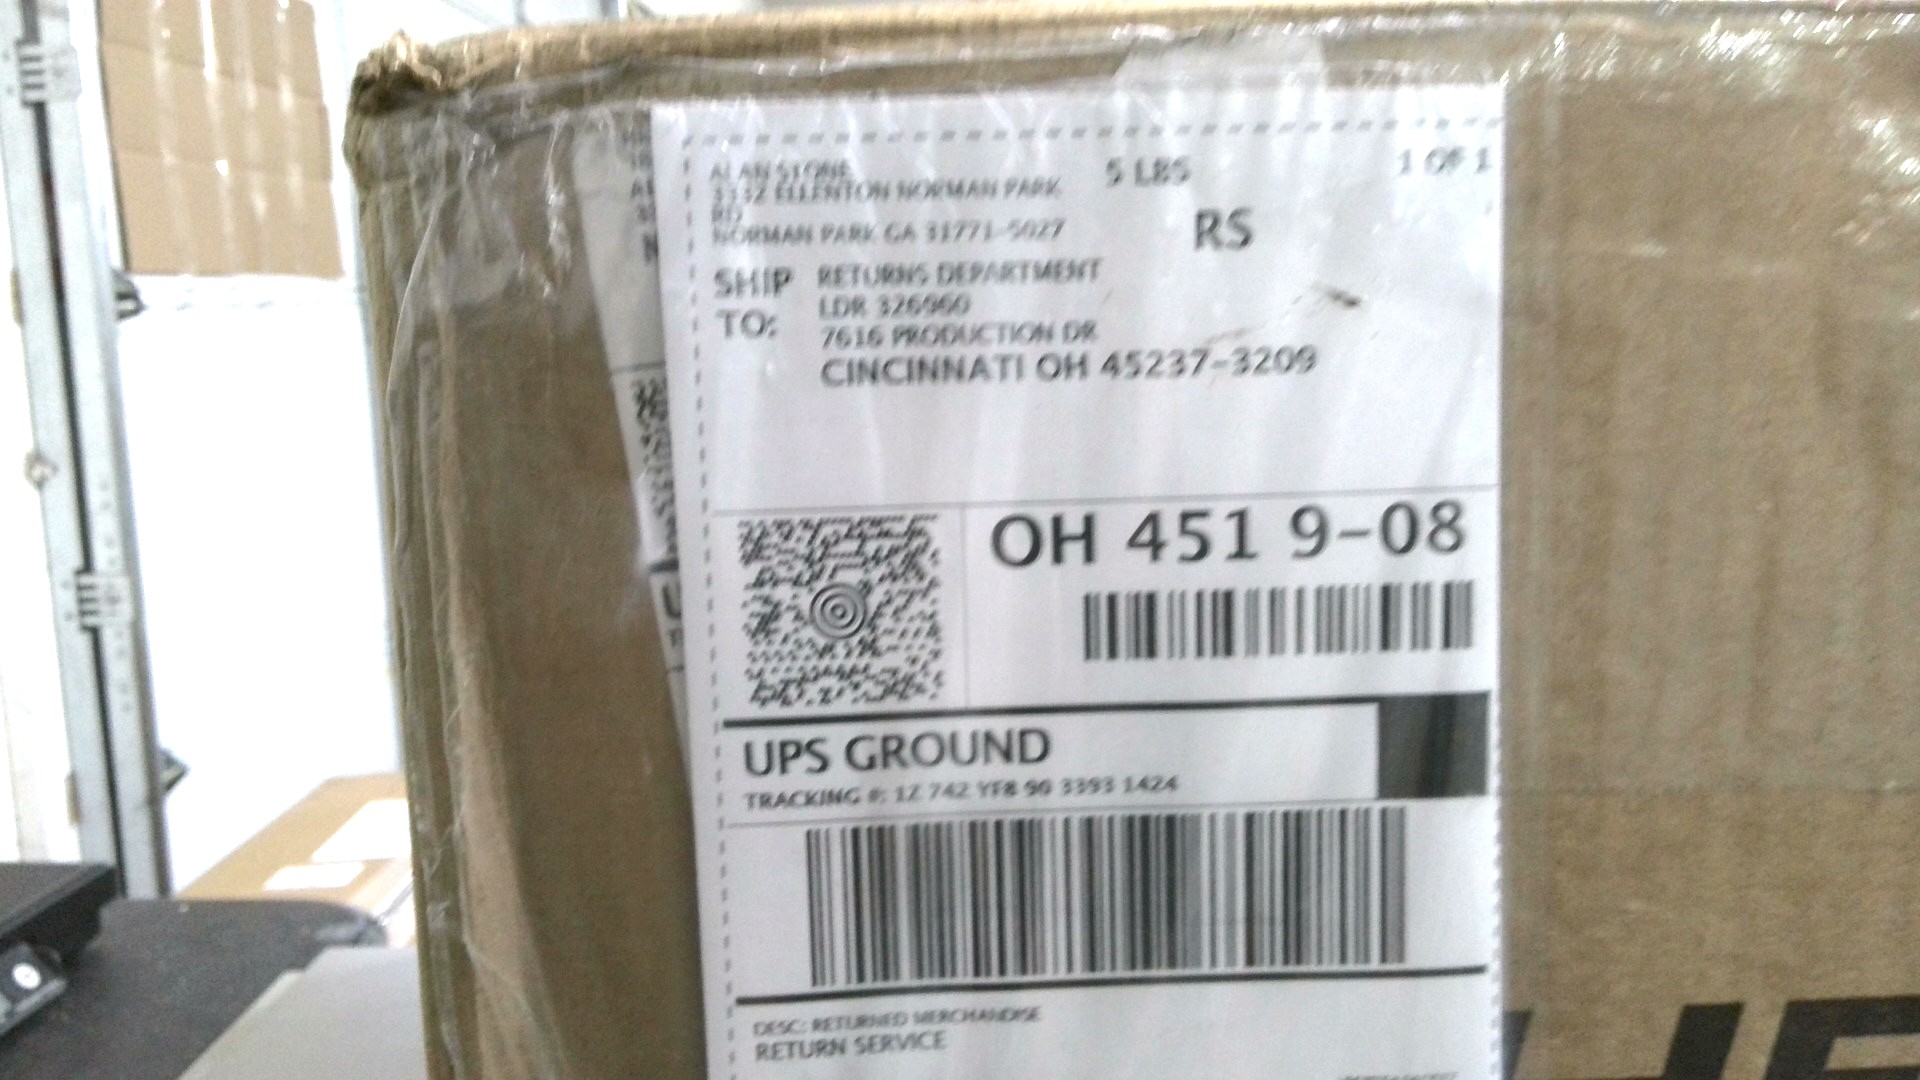 ALAN STONE
3332 ELLENTON NORMAN PARK
RD
NORMAN PARK GA 31771-5027
5 LBS
1 OF 1
RS
SHIP TO:
RETURNS DEPARTMENT
LDR 326960
7616 PRODUCTION DR
CINCINNATI OH 45237-3209
OH 451 9-08
UPS GROUND
TRACKING #: 1Z 742 YF8 90 3393 1424
DESC: RETURNED MERCHANDISE
RETURN SERVICE